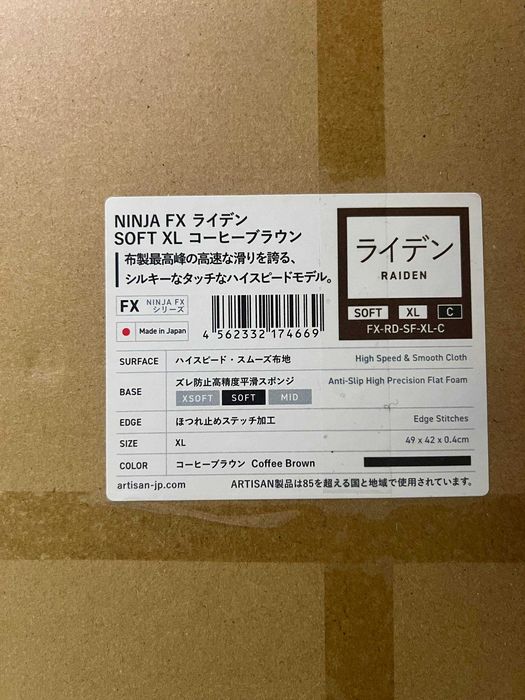 NINJA FX ライデン
SOFT XL コーヒーブラウン
布製最高峰の高速な滑りを誇る、
シルキーなタッチなハイスピードモデル。
ライデン
RAIDEN
SOFT XL C
FX-RD-SF-XL-C
FX NINJA FX シリーズ
Made in Japan
4 562332 174669
SURFACE ハイスピード・スムーズ布地 High Speed & Smooth Cloth
BASE ズレ防止高精度平滑スポンジ Anti-Slip High Precision Flat Foam
XSOFT SOFT MID
EDGE ほつれ止めステッチ加工 Edge Stitches
SIZE XL 49 x 42 x 0.4cm
COLOR コーヒーブラウン Coffee Brown
artisan-jp.com ARTISAN製品は85を超える国と地域で使用されています。